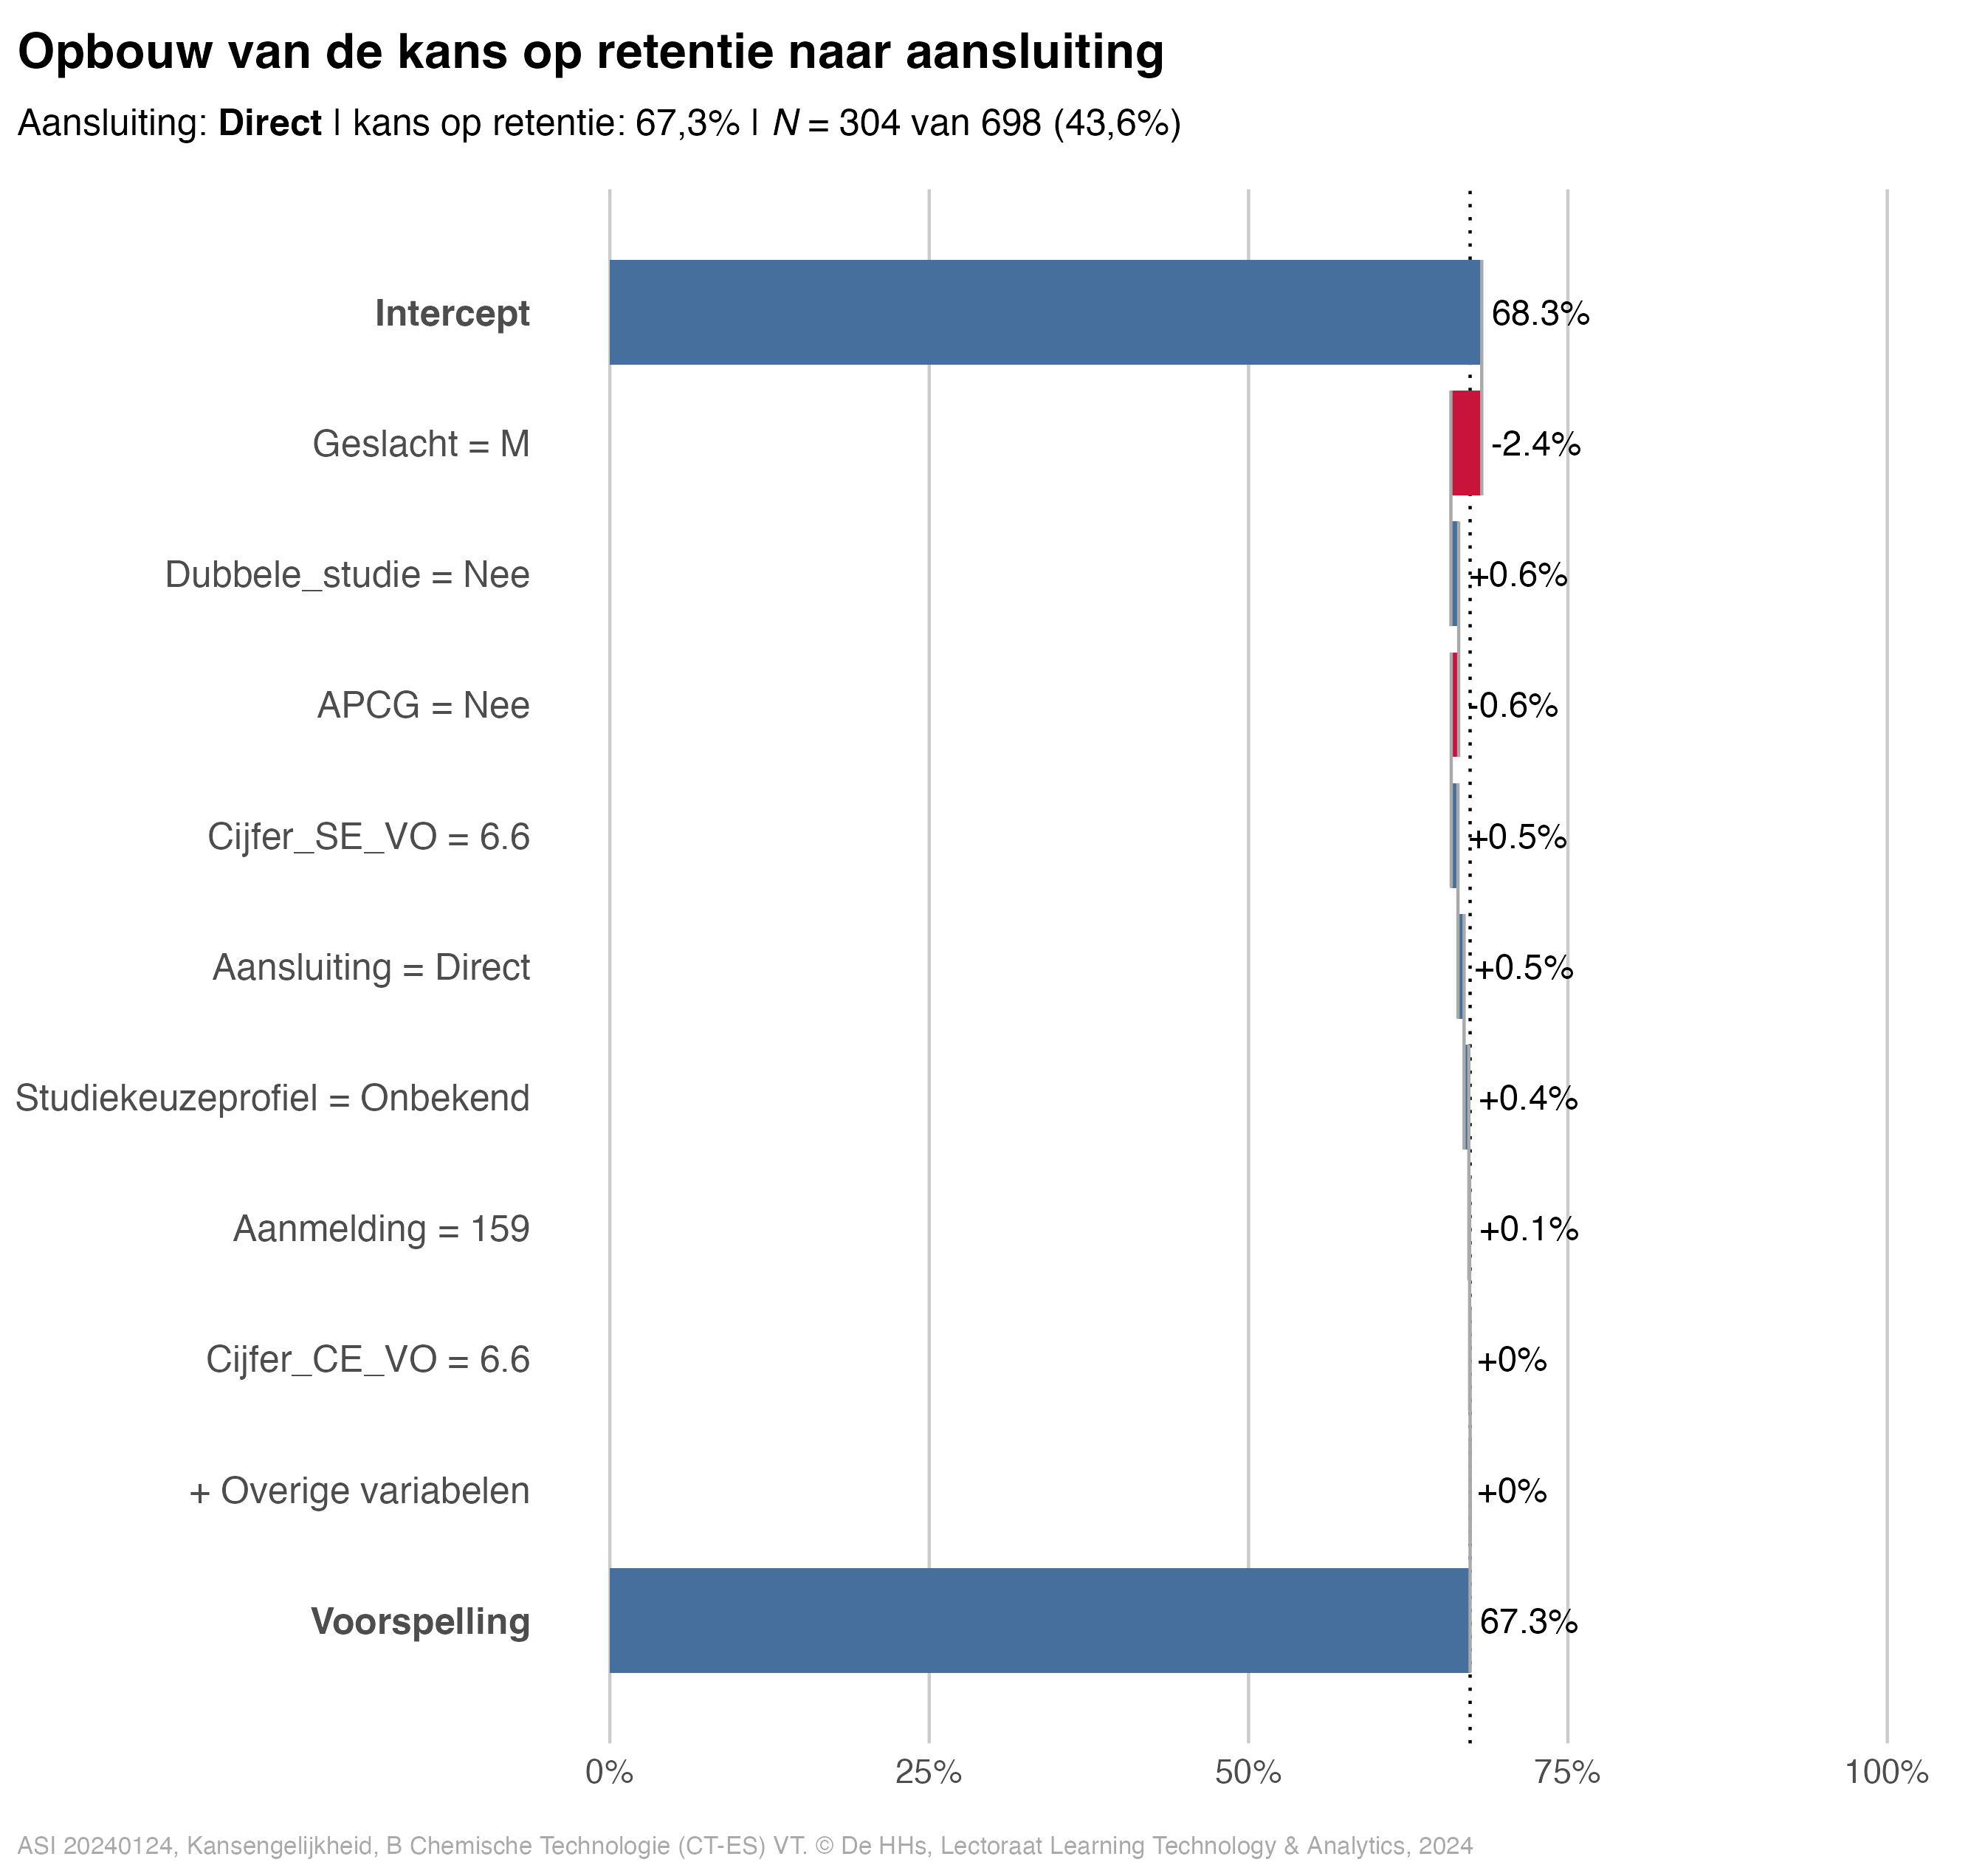 Opbouw van de kans op retentie naar aansluiting
Aansluiting: Direct | kans op retentie: 67,3% | N = 304 van 698 (43,6%)
Intercept 68.3%
Geslacht = M -2.4%
Dubbele_studie = Nee +0.6%
APCG = Nee -0.6%
Cijfer_SE_VO = 6.6 +0.5%
Aansluiting = Direct +0.5%
Studiekeuzeprofiel = Onbekend +0.4%
Aanmelding = 159 +0.1%
Cijfer_CE_VO = 6.6 +0%
+ Overige variabelen +0%
Voorspelling 67.3%
0% 25% 50% 75% 100%
ASI 20240124, Kansengelijkheid, B Chemische Technologie (CT-ES) VT. © De HHs, Lectoraat Learning Technology & Analytics, 2024